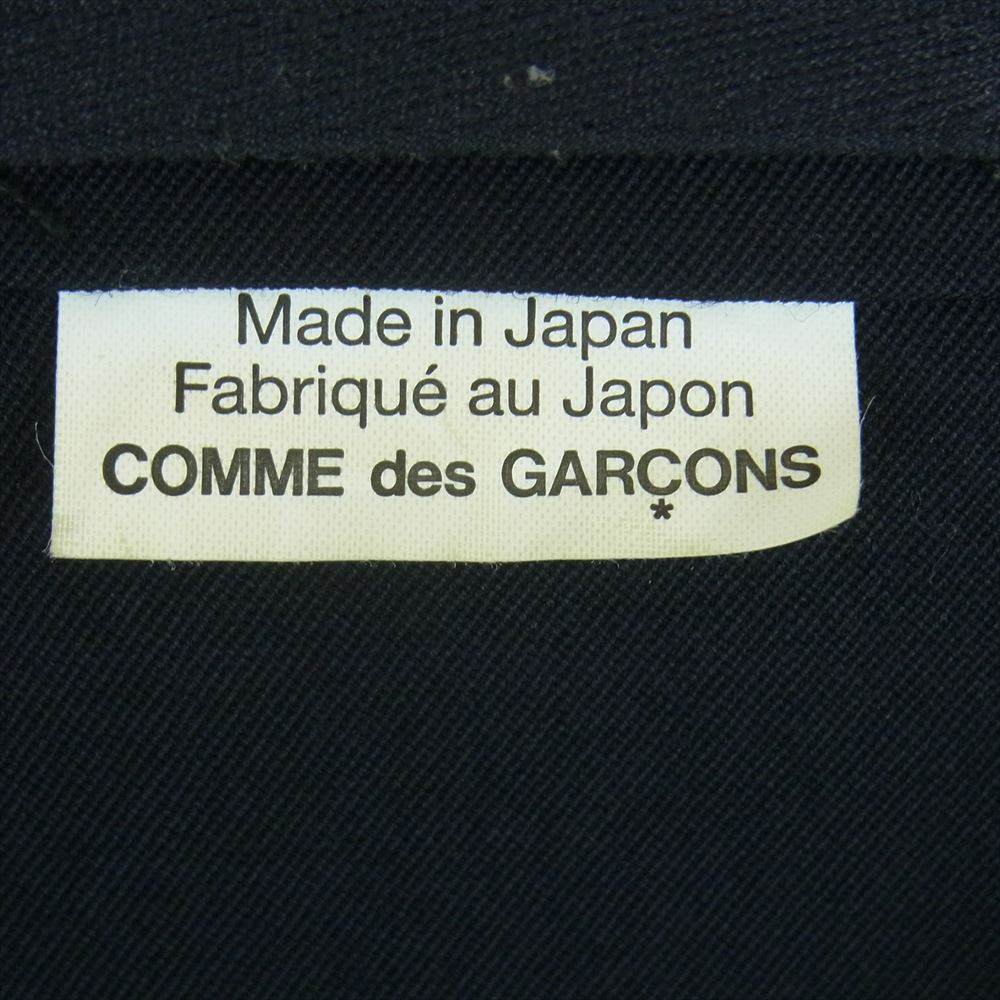 Made in Japan
Fabriqué au Japon
COMME des GARÇONS
*